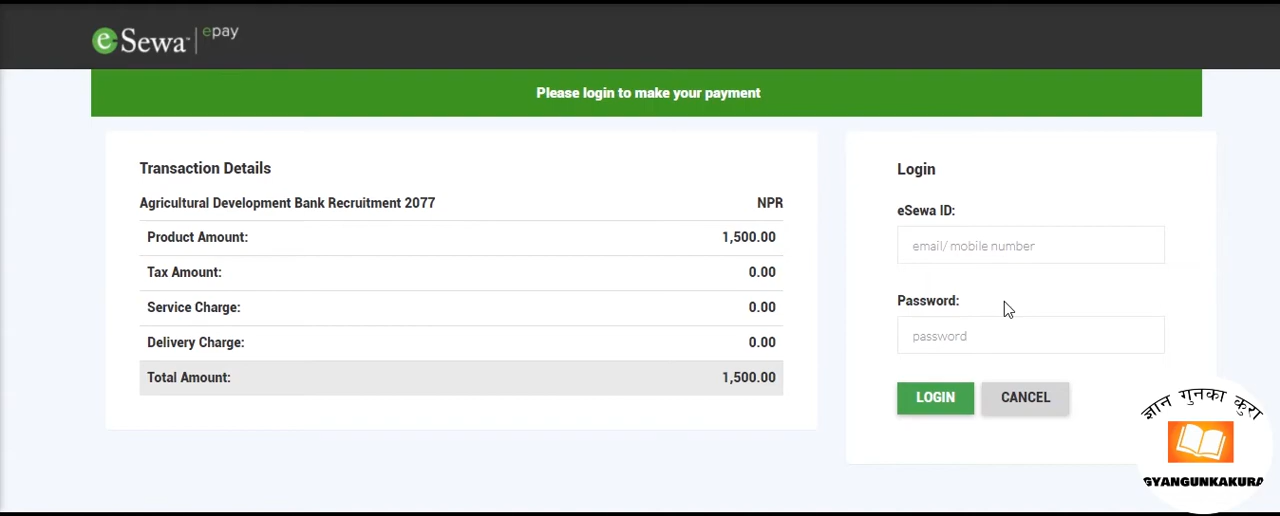 eSewa™ | epay
Please login to make your payment
Transaction Details
Agricultural Development Bank Recruitment 2077 NPR
Product Amount: 1,500.00
Tax Amount: 0.00
Service Charge: 0.00
Delivery Charge: 0.00
Total Amount: 1,500.00
Login
eSewa ID:
email/ mobile number
Password:
password
LOGIN CANCEL
ज्ञान गुनका कुरा
GYANGUNKAKURA